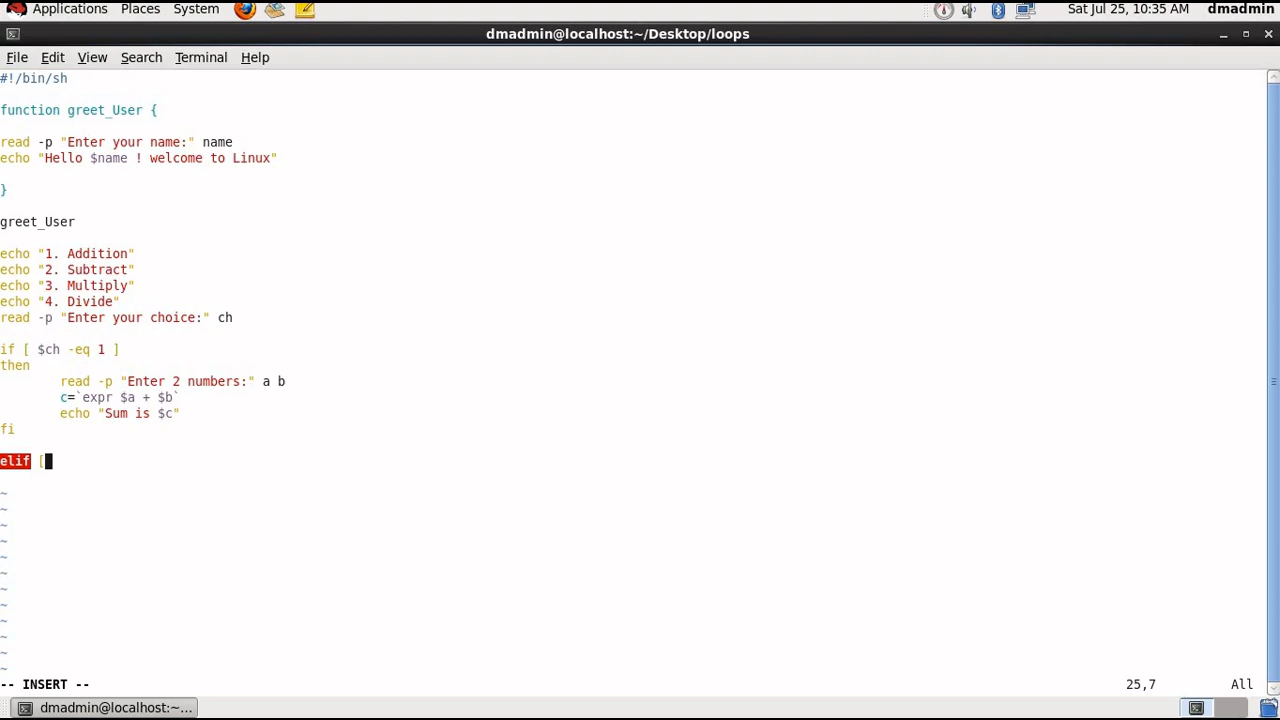 Applications Places System Sat Jul 25, 10:35 AM dmadmin
dmadmin@localhost:~/Desktop/loops
File Edit View Search Terminal Help
#!/bin/sh
function greet_User {
read -p "Enter your name:" name
echo "Hello $name ! welcome to Linux"
}
greet_User
echo "1. Addition"
echo "2. Subtract"
echo "3. Multiply"
echo "4. Divide"
read -p "Enter your choice:" ch
if [ $ch -eq 1 ]
then
read -p "Enter 2 numbers:" a b
c=`expr $a + $b`
echo "Sum is $c"
fi
elif [
~
~
~
~
~
~
~
~
~
~
~
~
-- INSERT -- 25,7 All
dmadmin@localhost:~...